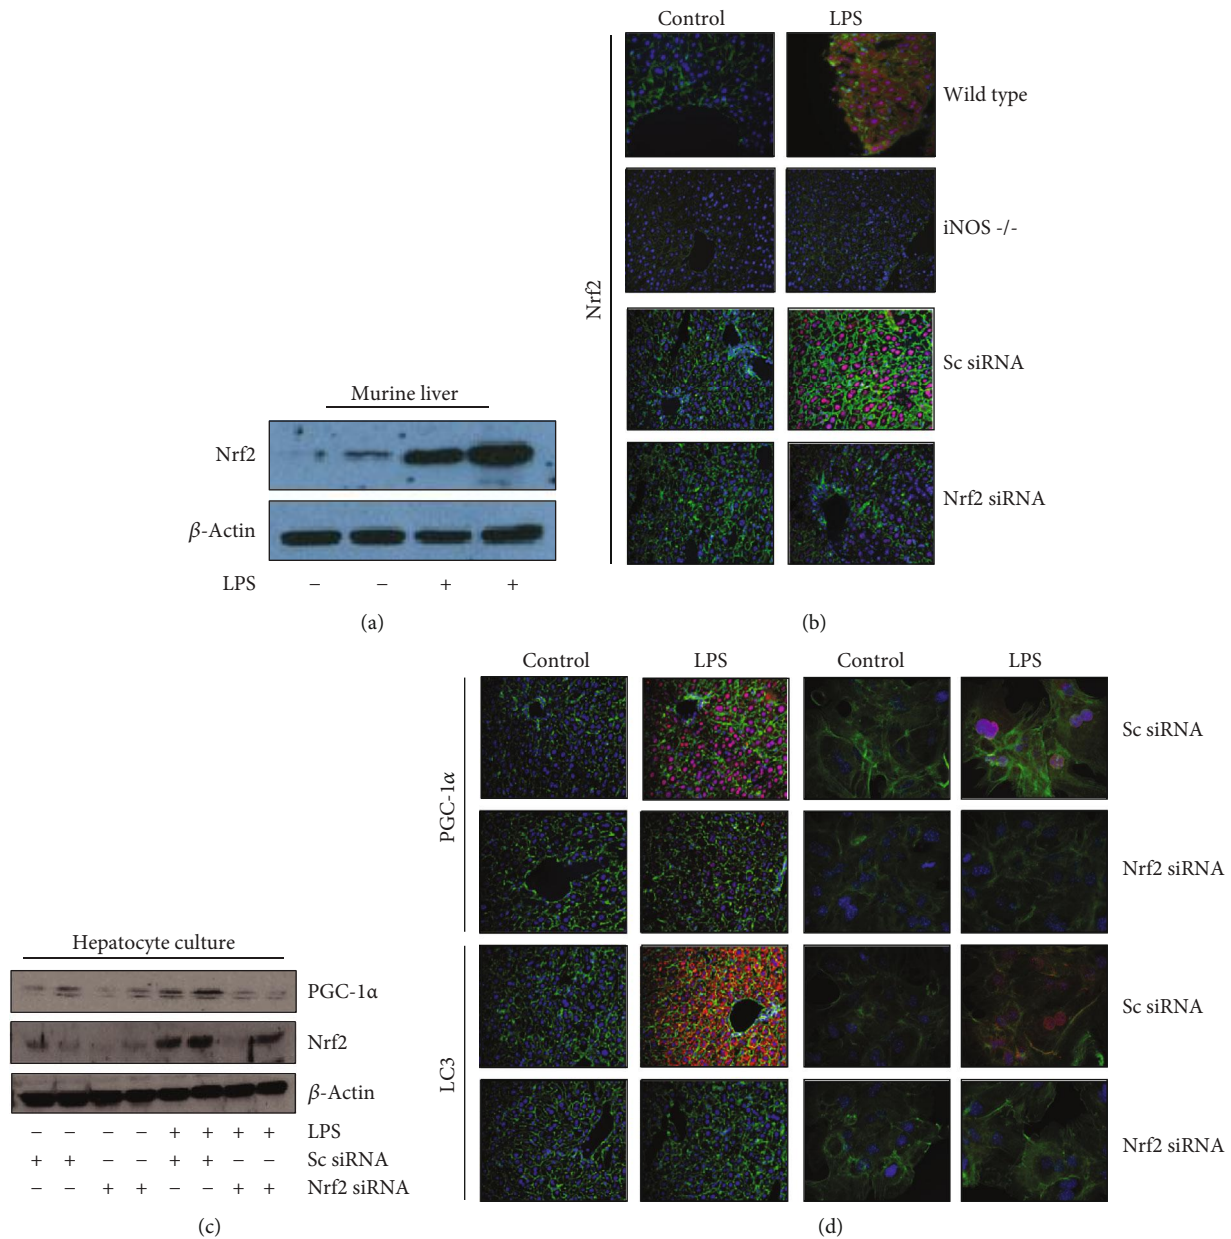 Control LPS
Wild type
iNOS -/-
Sc siRNA
Nrf2 siRNA
Nrf2
(b)
Murine liver
Nrf2
β-Actin
LPS − − + +
(a)
Hepatocyte culture
PGC-1α
Nrf2
β-Actin
− − − − + + + + LPS
+ + − − + + − − Sc siRNA
− − + + − − + + Nrf2 siRNA
(c)
Control LPS Control LPS
PGC-1α
Sc siRNA
Nrf2 siRNA
LC3
Sc siRNA
Nrf2 siRNA
(d)